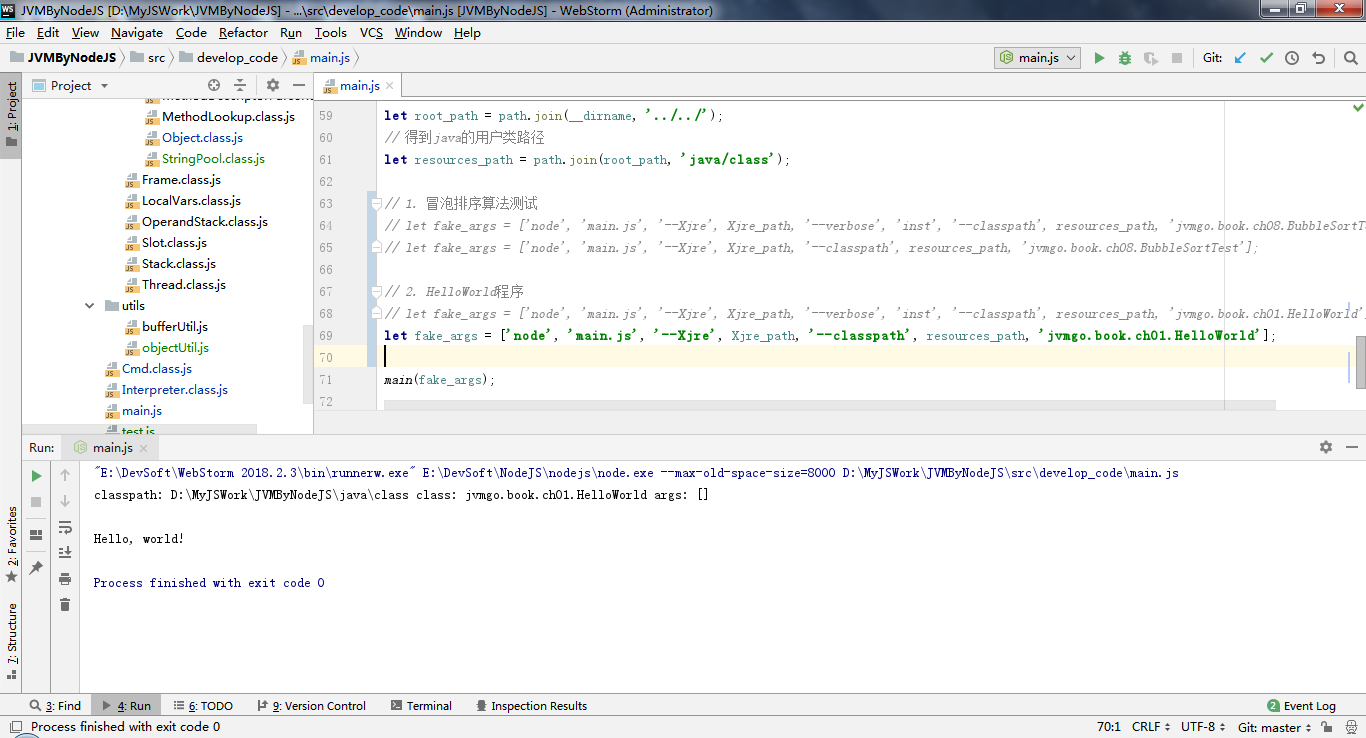 JVMByNodeJS [D:\MyJSWork\JVMByNodeJS] - ...\src\develop_code\main.js [JVMByNodeJS] - WebStorm (Administrator)
File Edit View Navigate Code Refactor Run Tools VCS Window Help
JVMByNodeJS src develop_code main.js main.js Git:
1: Project
Project
main.js
MethodLookup.class.js
Object.class.js
StringPool.class.js
Frame.class.js
LocalVars.class.js
OperandStack.class.js
Slot.class.js
Stack.class.js
Thread.class.js
utils
bufferUtil.js
objectUtil.js
Cmd.class.js
Interpreter.class.js
main.js
test.js
59 let root_path = path.join(__dirname, '../../');
60 // 得到java的用户类路径
61 let resources_path = path.join(root_path, 'java/class');
62
63 // 1. 冒泡排序算法测试
64 // let fake_args = ['node', 'main.js', '--Xjre', Xjre_path, '--verbose', 'inst', '--classpath', resources_path, 'jvmgo.book.ch08.BubbleSortTe
65 // let fake_args = ['node', 'main.js', '--Xjre', Xjre_path, '--classpath', resources_path, 'jvmgo.book.ch08.BubbleSortTest'];
66
67 // 2. HelloWorld程序
68 // let fake_args = ['node', 'main.js', '--Xjre', Xjre_path, '--verbose', 'inst', '--classpath', resources_path, 'jvmgo.book.ch01.HelloWorld'
69 let fake_args = ['node', 'main.js', '--Xjre', Xjre_path, '--classpath', resources_path, 'jvmgo.book.ch01.HelloWorld'];
70
71 main(fake_args);
72
Run: main.js
"E:\DevSoft\WebStorm 2018.2.3\bin\runnerw.exe" E:\DevSoft\NodeJS\nodejs\node.exe --max-old-space-size=8000 D:\MyJSWork\JVMByNodeJS\src\develop_code\main.js
classpath: D:\MyJSWork\JVMByNodeJS\java\class class: jvmgo.book.ch01.HelloWorld args: []
Hello, world!
Process finished with exit code 0
2: Favorites
7: Structure
3: Find 4: Run 6: TODO 9: Version Control Terminal Inspection Results 2 Event Log
Process finished with exit code 0 70:1 CRLF UTF-8 Git: master